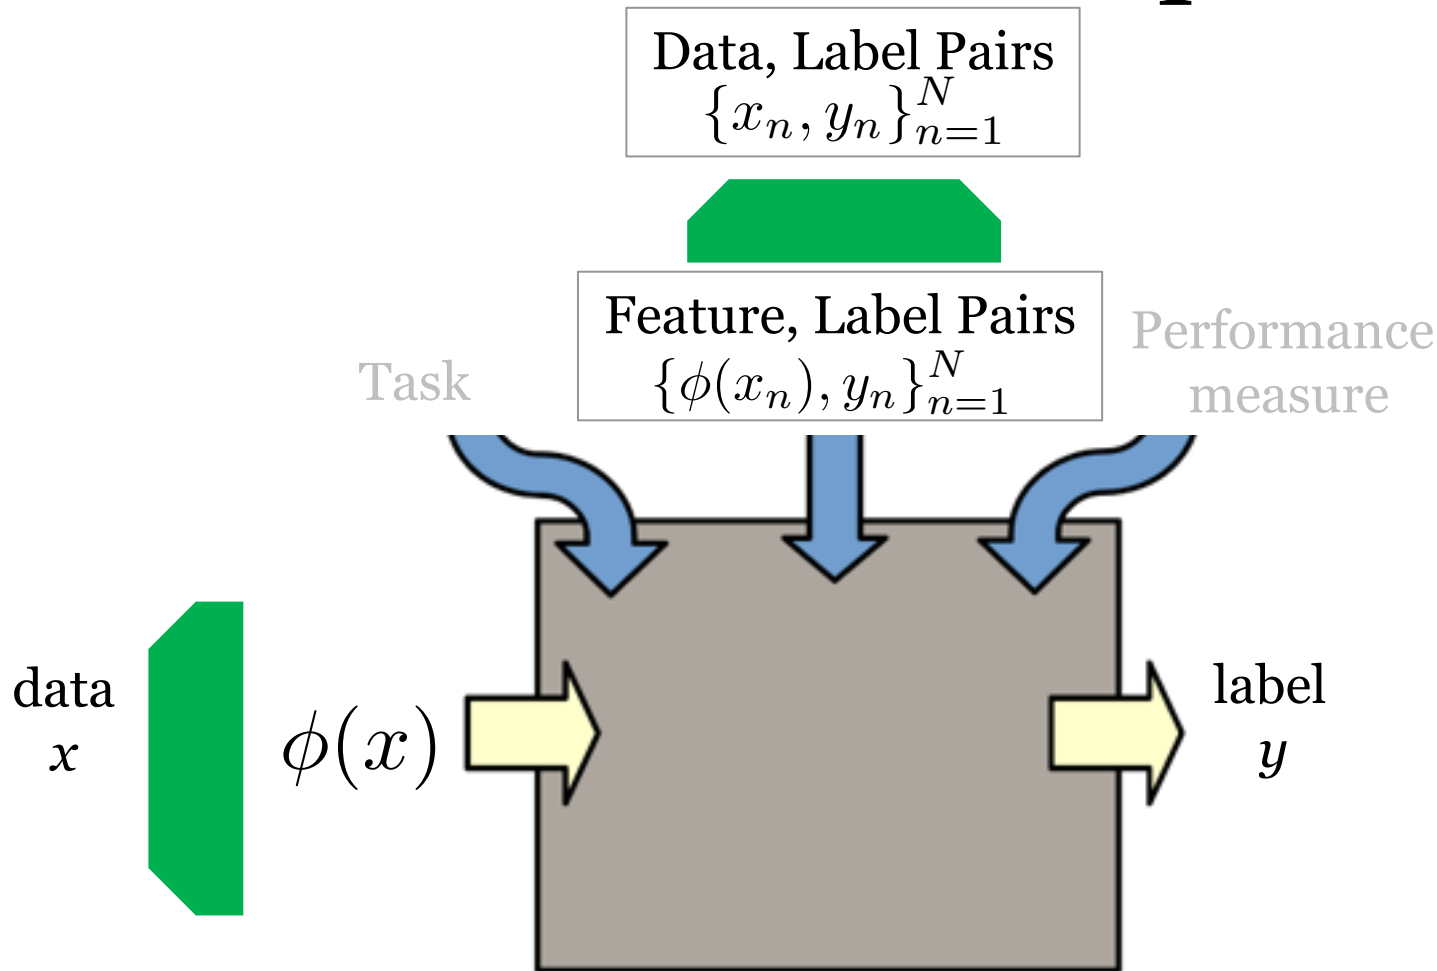 Data, Label Pairs
{x_n, y_n}_{n=1}^N
Feature, Label Pairs
{ϕ(x_n), y_n}_{n=1}^N
Task
Performance
measure
data
x
ϕ(x)
label
y